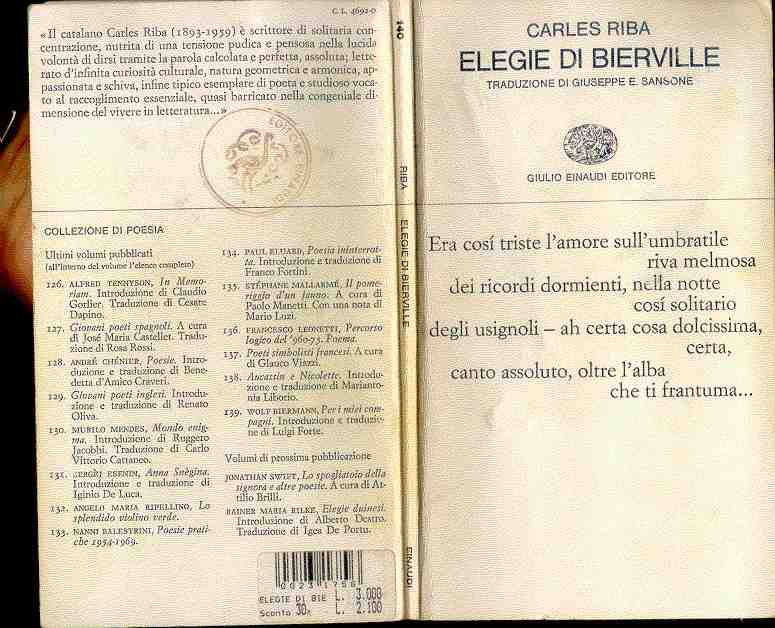 C. L. 4692-0
«Il catalano Carles Riba (1893-1959) è scrittore di solitaria con-
centrazione, nutrita di una tensione pudica e pensosa nella lucida
volontà di dirsi tramite la parola calcolata e perfetta, assoluta; lette-
rato d'infinita curiosità culturale, natura geometrica e armonica, ap-
passionata e schiva, infine tipico esemplare di poeta e studioso voca-
to al raccoglimento essenziale, quasi barricato nella congeniale di-
mensione del vivere in letteratura...»
EDITORE EINAUDI
COLLEZIONE DI POESIA
Ultimi volumi pubblicati
(all'interno del volume l'elenco completo)
126. ALFRED TENNYSON, In Memo-
riam. Introduzione di Claudio
Gorlier. Traduzione di Cesare
Dapino.
127. Giovani poeti spagnoli. A cura
di José María Castellet. Tradu-
zione di Rosa Rossi.
128. ANDRÉ CHÉNIER, Poesie. Intro-
duzione e traduzione di Bene-
detta d'Amico Craveri.
129. Giovani poeti inglesi. Introdu-
zione e traduzione di Renato
Oliva.
130. MURILO MENDES, Mondo enig-
ma. Introduzione di Ruggero
Jacobbi. Traduzione di Carlo
Vittorio Cattaneo.
131. SERGÈJ ESENIN, Anna Snègina.
Introduzione e traduzione di
Iginio De Luca.
132. ANGELO MARIA RIPELLINO, Lo
splendido violino verde.
133. NANNI BALESTRINI, Poesie prati-
che 1954-1969.
134. PAUL ELUARD, Poesia ininterrot-
ta. Introduzione e traduzione di
Franco Fortini.
135. STÉPHANE MALLARMÉ, Il pome-
riggio d'un fauno. A cura di
Paolo Manetti. Con una nota di
Mario Luzi.
136. FRANCESCO LEONETTI, Percorso
logico del '960-75. Poema.
137. Poeti simbolisti francesi. A cura
di Glauco Viazzi.
138. Aucassin e Nicolette. Introdu-
zione e traduzione di Mariantonia
nia Liborio.
139. WOLF BIERMANN, Per i miei com-
pagni. Introduzione e traduzio-
ne di Luigi Forte.
Volumi di prossima pubblicazione
JONATHAN SWIFT, Lo spogliatoio della
signora e altre poesie. A cura di At-
tilio Brilli.
RAINER MARIA RILKE, Elegie duinesi.
Introduzione di Alberto Destro.
Traduzione di Igea De Portu.
00231756
ELEGIE DI BIE L. 3.000
Sconto 30% L. 2.100
140
RIBA
ELEGIE DI BIERVILLE
EINAUDI
CARLES RIBA
ELEGIE DI BIERVILLE
TRADUZIONE DI GIUSEPPE E. SANSONE
GIULIO EINAUDI EDITORE
Era cosí triste l'amore sull'umbratile
riva melmosa
dei ricordi dormienti, nella notte
cosí solitario
degli usignoli – ah certa cosa dolcissima,
certa,
canto assoluto, oltre l'alba
che ti frantuma...